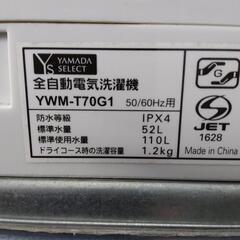 YS YAMADA SELECT
全自動電気洗濯機
YWM-T70G1 50/60Hz用
防水等級 IPX4
標準水量 52L
標準使用水量 110L
ドライコース時の洗濯容量 1.2kg
G
S
JET
1628
Made in China